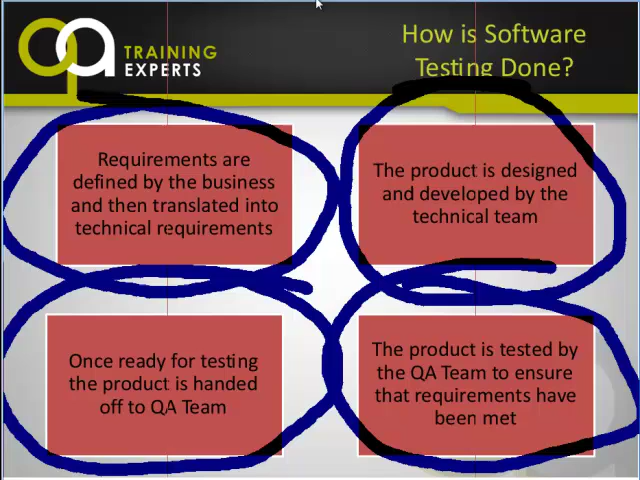 TRAINING
EXPERTS
How is Software
Testing Done?
Requirements are
defined by the business
and then translated into
technical requirements
The product is designed
and developed by the
technical team
Once ready for testing
the product is handed
off to QA Team
The product is tested by
the QA Team to ensure
that requirements have
been met